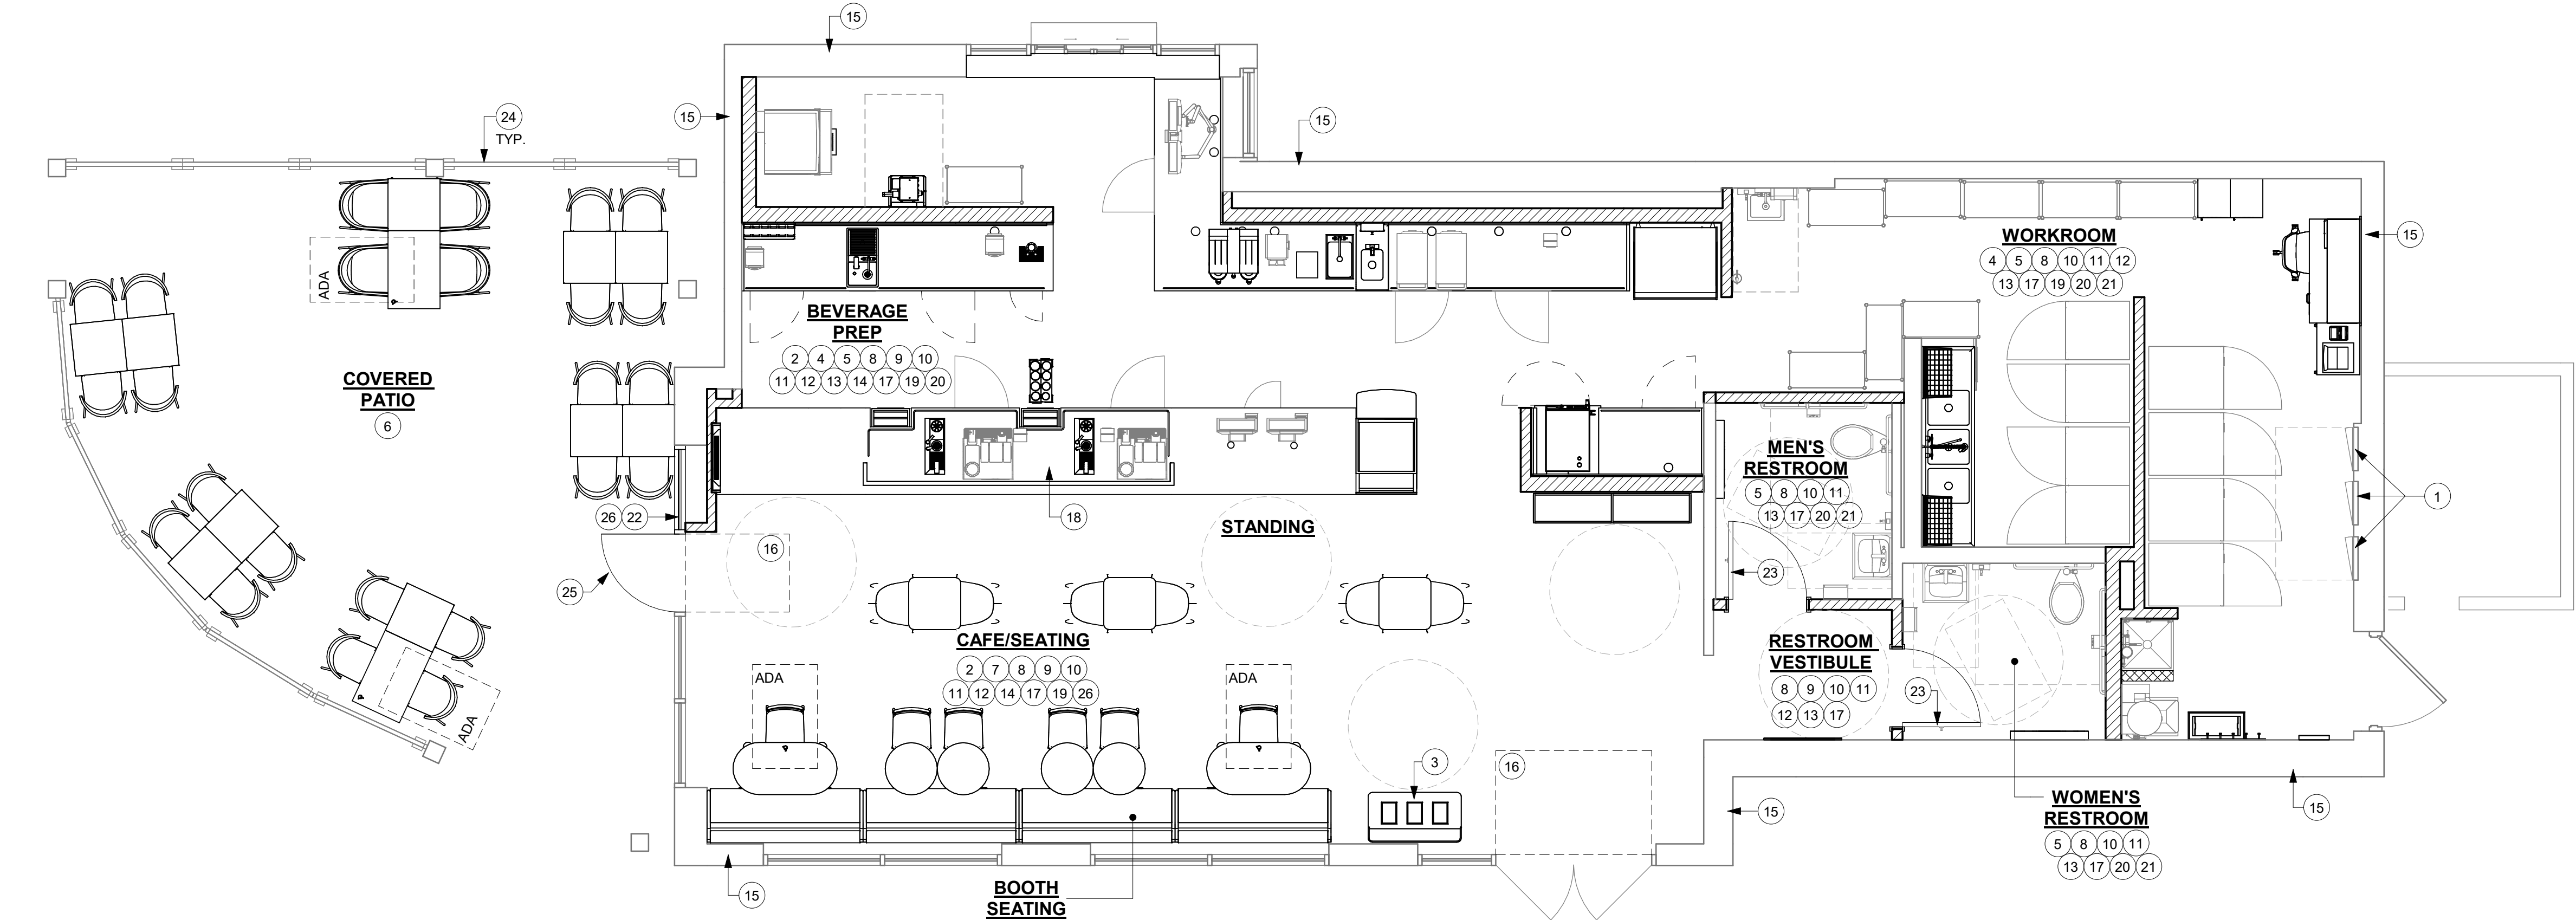 15
24
TYP.
15
15
WORKROOM
4 5 8 10 11 12
13 17 19 20 21
15
ADA
BEVERAGE
PREP
2 4 5 8 9 10
11 12 13 14 17 19 20
COVERED
PATIO
6
MEN'S
RESTROOM
5 8 10 11
13 17 20 21
1
26 22
18
STANDING
16
25
23
CAFE/SEATING
2 7 8 9 10
11 12 14 17 19 26
RESTROOM
VESTIBULE
8 9 10 11
12 13 17
23
ADA
ADA
ADA
3
16
15
WOMEN'S
RESTROOM
5 8 10 11
13 17 20 21
15
15
BOOTH
SEATING